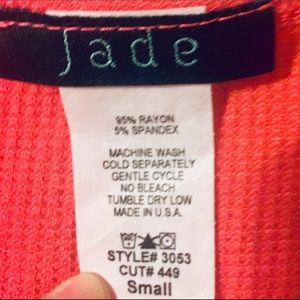 Jade
95% RAYON
5% SPANDEX
MACHINE WASH
COLD SEPARATELY
GENTLE CYCLE
NO BLEACH
TUMBLE DRY LOW
MADE IN U.S.A.
STYLE# 3053
CUT# 449
Small